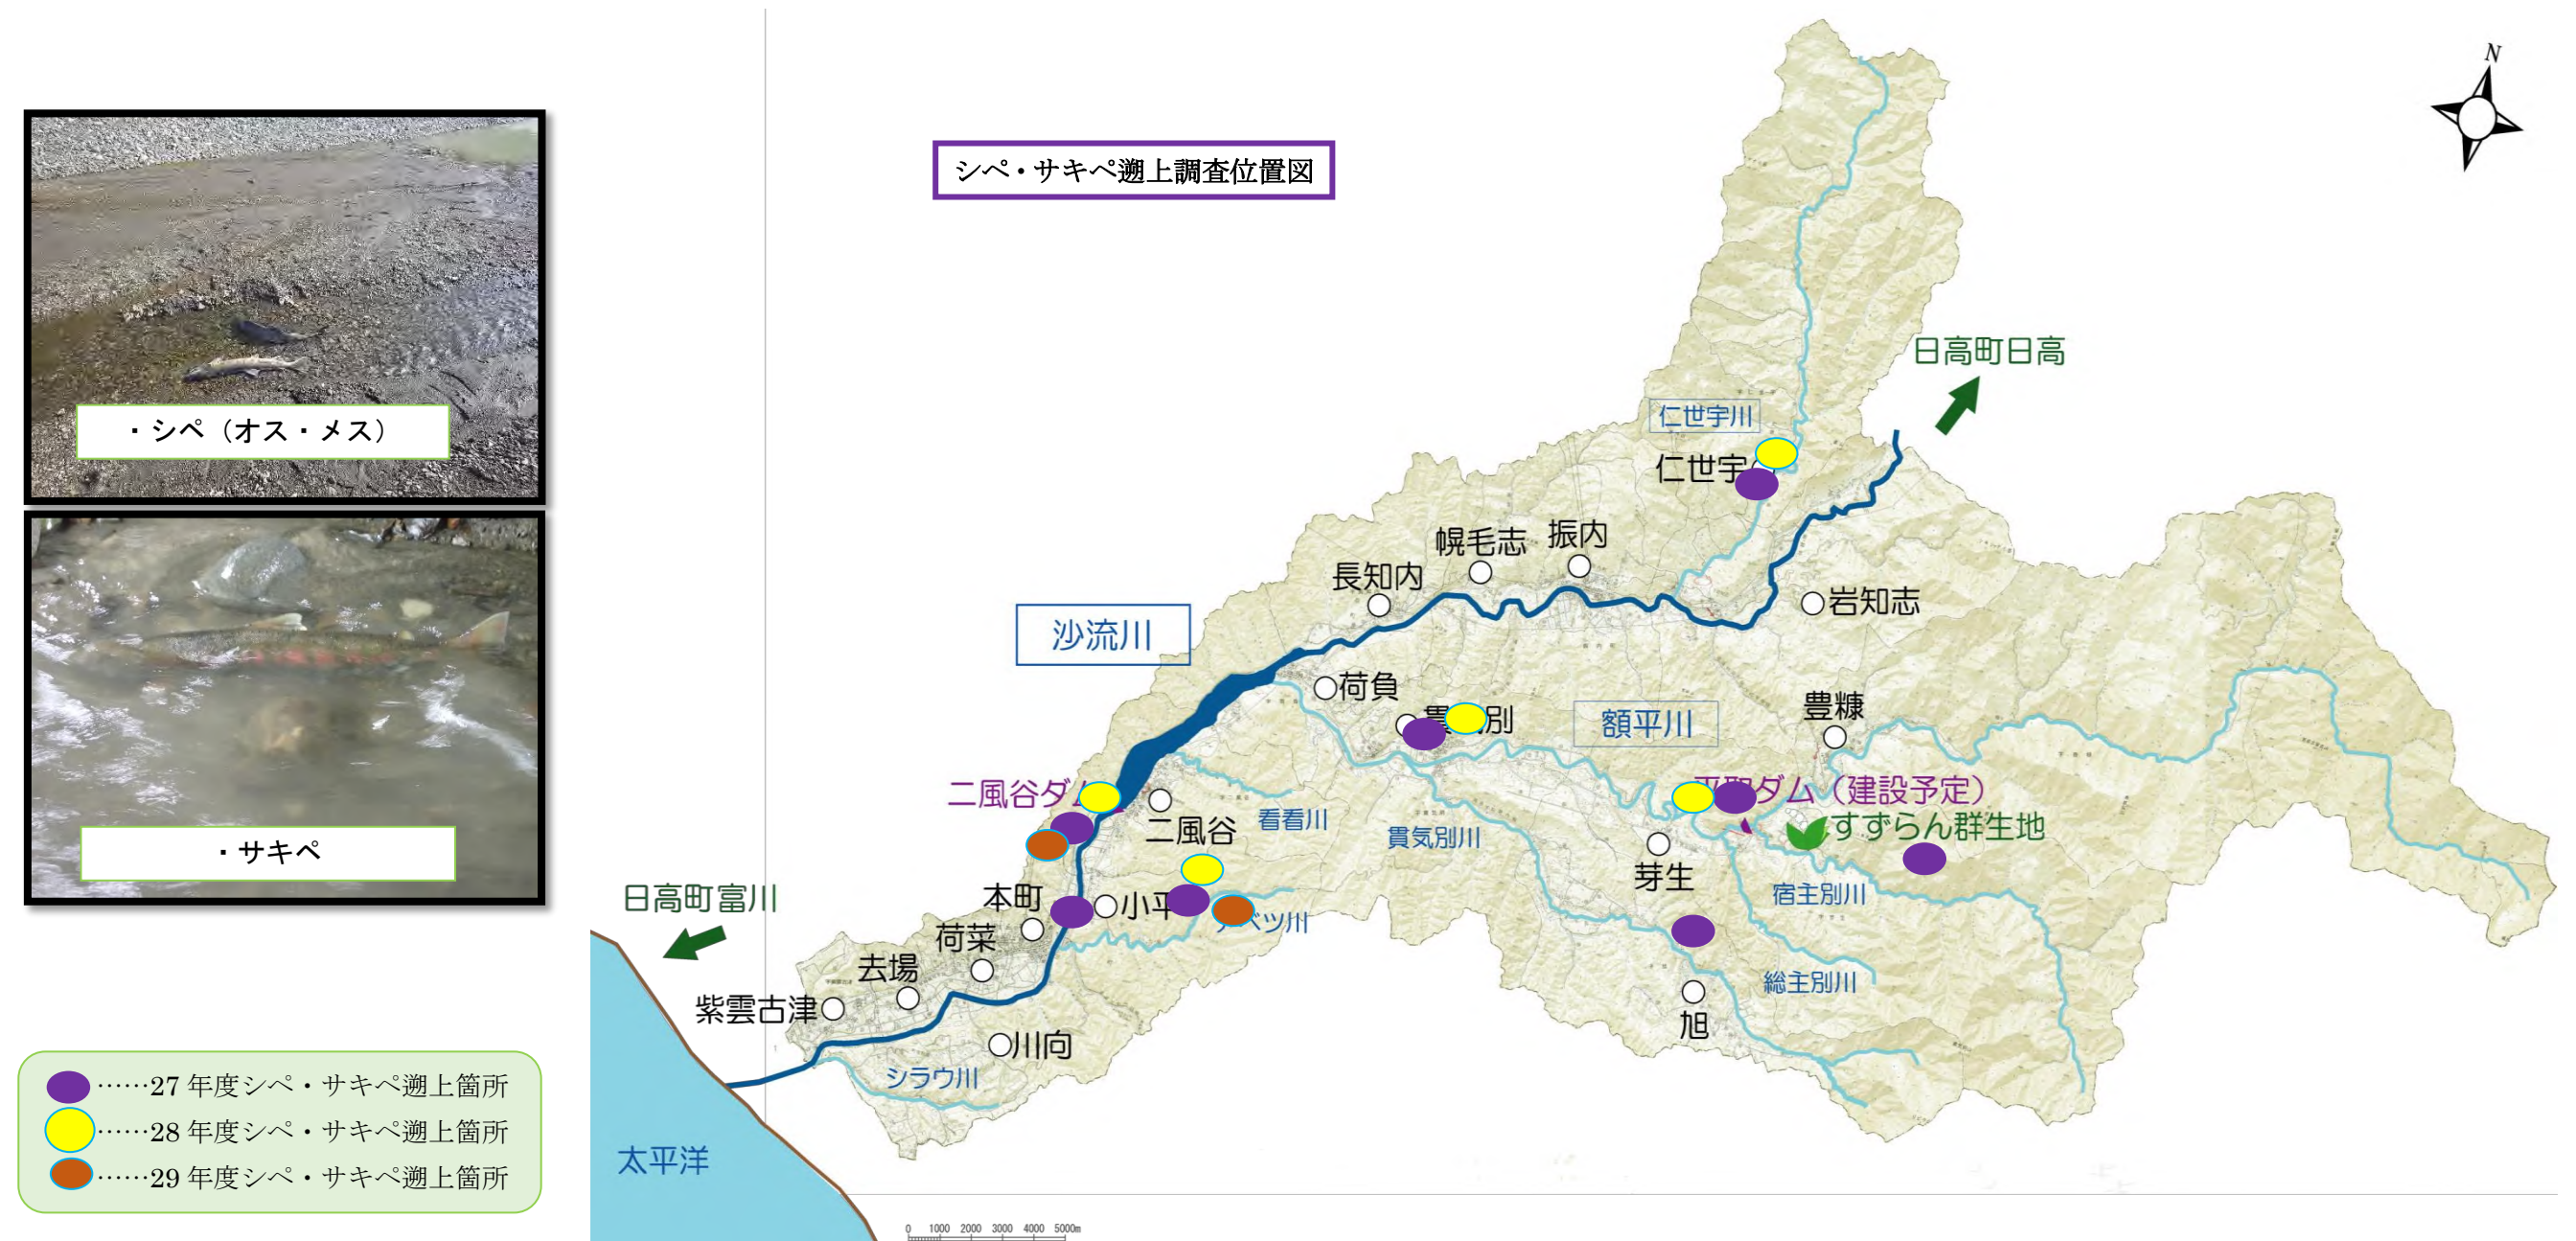 シペ・サキペ遡上調査位置図
N
・シペ（オス・メス）
・サキペ
日高町日高
仁世宇川
仁世宇
幌毛志
振内
長知内
岩知志
沙流川
荷負
別
額平川
豊糠
二風谷ダム
ダム（建設予定）
二風谷
看看川
貫気別川
すずらん群生地
芽生
宿主別川
日高町富川
本町
小平
ベツ川
荷菜
去場
総主別川
紫雲古津
旭
川向
シラウ川
太平洋
……27 年度シペ・サキペ遡上箇所
……28 年度シペ・サキペ遡上箇所
……29 年度シペ・サキペ遡上箇所
0 1000 2000 3000 4000 5000m